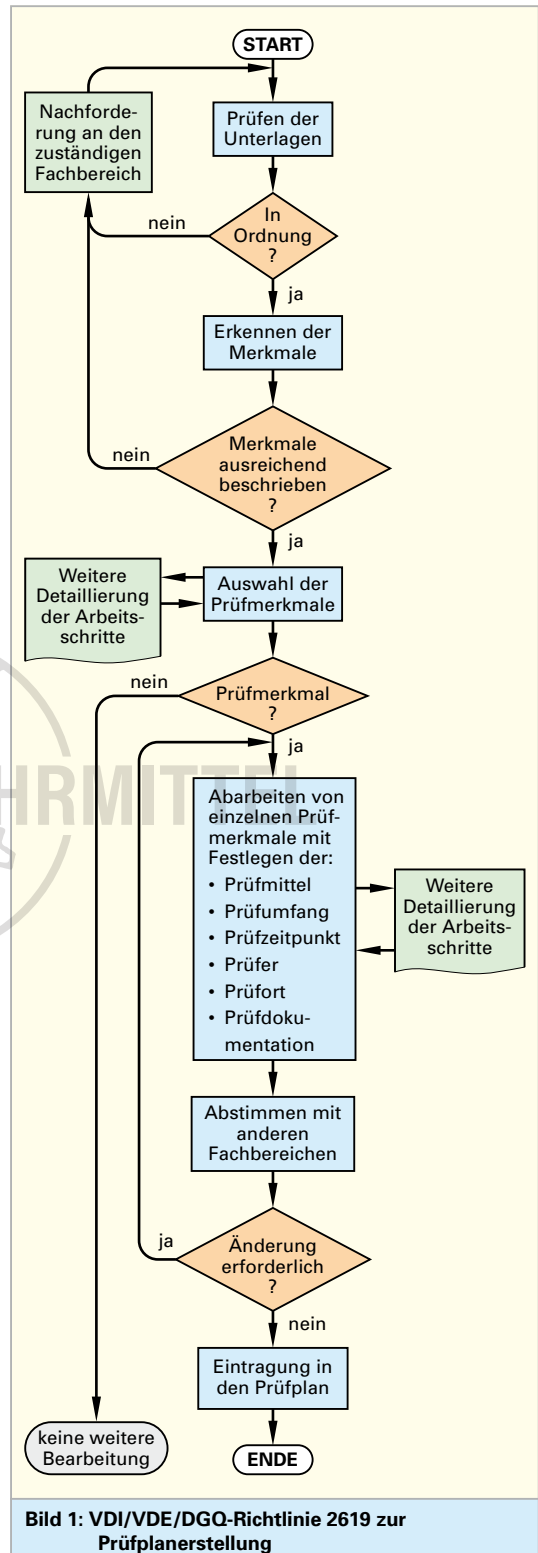 START
Nachforde-
rung an den
zuständigen
Fachbereich
Prüfen der
Unterlagen
nein
In
Ordnung
?
ja
Erkennen der
Merkmale
nein
Merkmale
ausreichend
beschrieben
?
ja
Weitere
Detaillierung
der Arbeits-
schritte
Auswahl der
Prüfmerkmale
nein
Prüfmerkmal
?
ja
Abarbeiten von
einzelnen Prüf-
merkmale mit
Festlegen der:
• Prüfmittel
• Prüfumfang
• Prüfzeitpunkt
• Prüfer
• Prüfort
• Prüfdoku-
mentation
Weitere
Detaillierung
der Arbeits-
schritte
Abstimmen mit
anderen
Fachbereichen
ja
Änderung
erforderlich
?
nein
Eintragung in
den Prüfplan
keine weitere
Bearbeitung
ENDE
Bild 1: VDI/VDE/DGQ-Richtlinie 2619 zur
Prüfplanerstellung